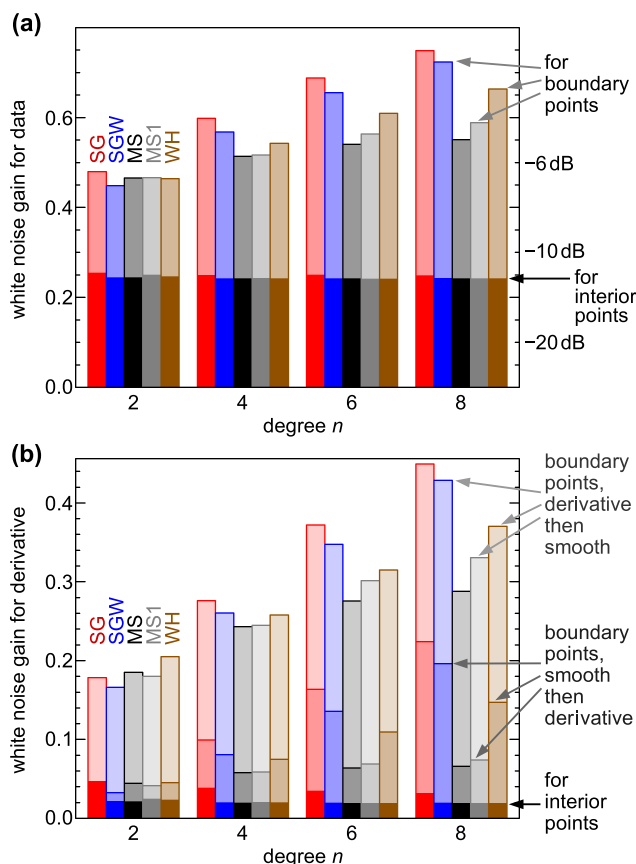 (a)
white noise gain for data
0.6
0.4
0.2
0.0
SG
SGW
MS
MS1
WH
2
4
6
8
degree n
−6 dB
−10 dB
−20 dB
for
boundary
points
for
interior
points
(b)
white noise gain for derivative
0.4
0.3
0.2
0.1
0.0
SG
SGW
MS
MS1
WH
2
4
6
8
degree n
boundary
points,
derivative
then
smooth
boundary
points,
smooth
then
derivative
for
interior
points